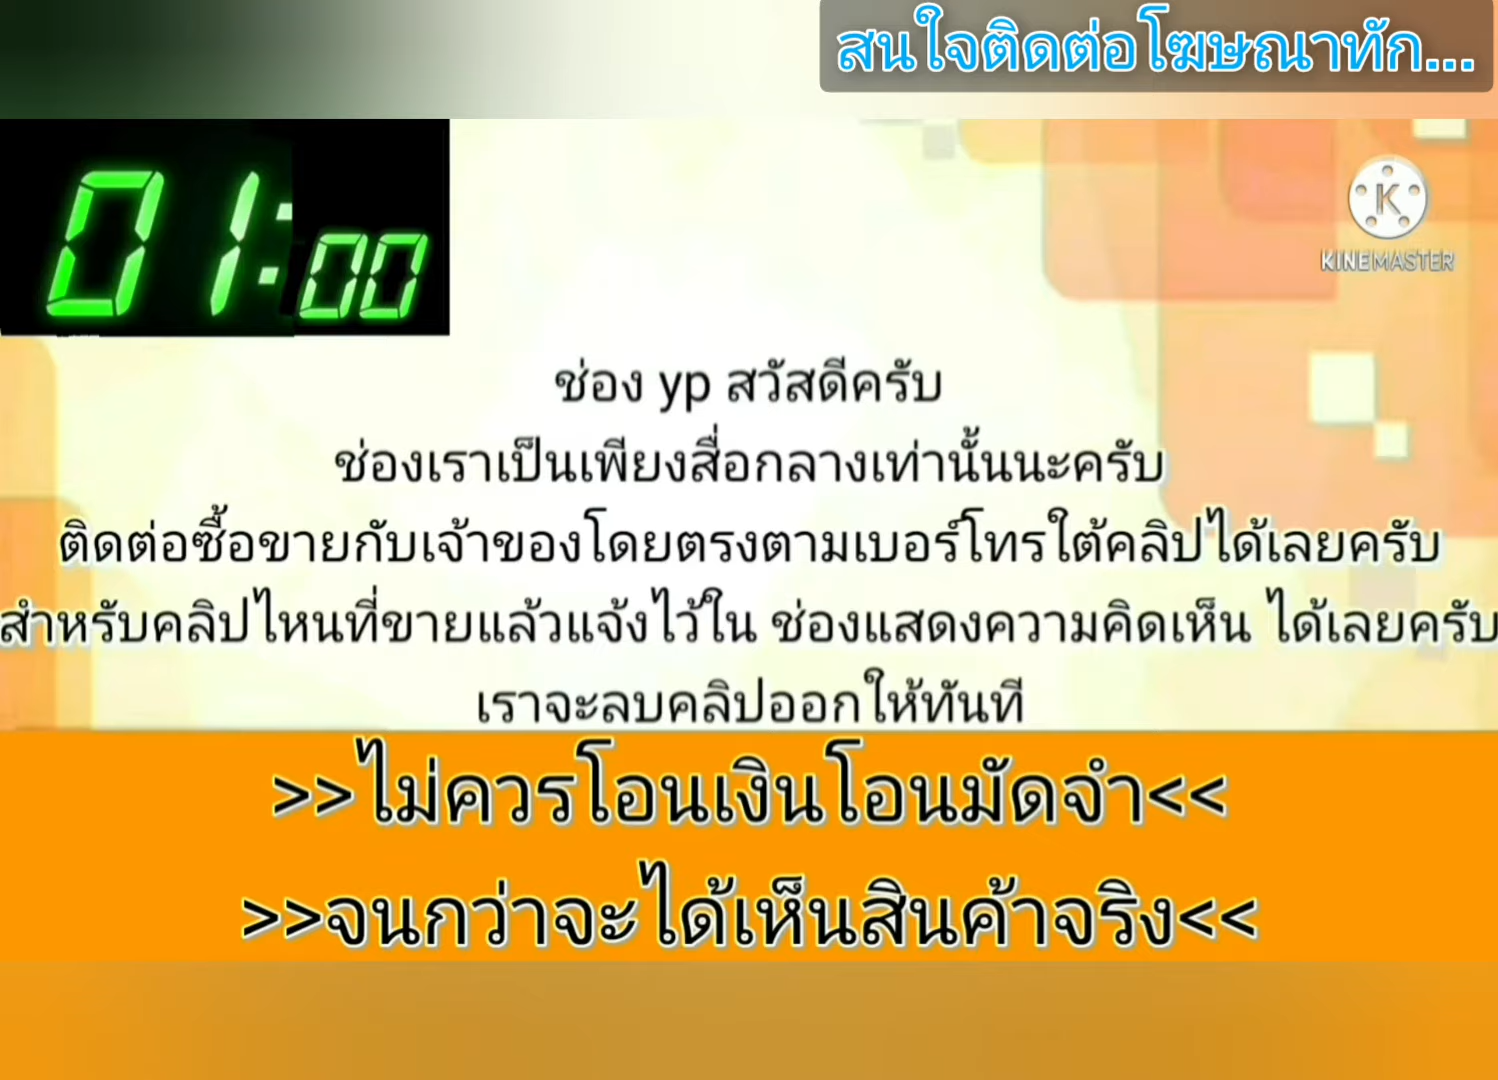 สนใจติดต่อโฆษณาทัก...
01:00
KINEMASTER
ช่อง yp สวัสดีครับ
ช่องเราเป็นเพียงสื่อกลางเท่านั้นนะครับ
ติดต่อซื้อขายกับเจ้าของโดยตรงตามเบอร์โทรใต้คลิปได้เลยครับ
สำหรับคลิปไหนที่ขายแล้วแจ้งไว้ใน ช่องแสดงความคิดเห็น ได้เลยครับ
เราจะลบคลิปออกให้ทันที
>>ไม่ควรโอนเงินโอนมัดจำ<<
>>จนกว่าจะได้เห็นสินค้าจริง<<